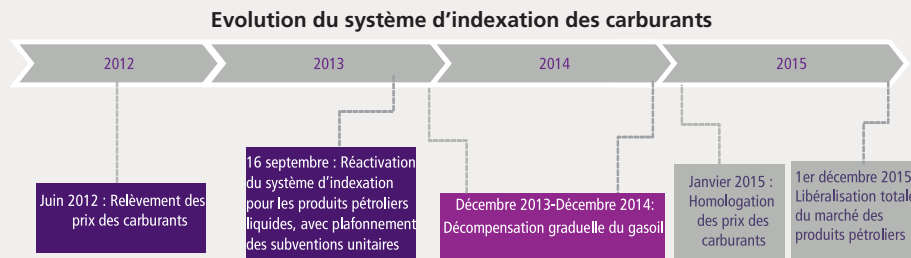 Evolution du système d'indexation des carburants
2012
2013
2014
2015
Juin 2012 : Relèvement des
prix des carburants
16 septembre : Réactivation
du système d'indexation
pour les produits pétroliers
liquides, avec plafonnement
des subventions unitaires
Décembre 2013-Décembre 2014:
Décompensation graduelle du gasoil
Janvier 2015 :
Homologation
des prix des
carburants
1er décembre 2015
Libéralisation totale
du marché des
produits pétroliers